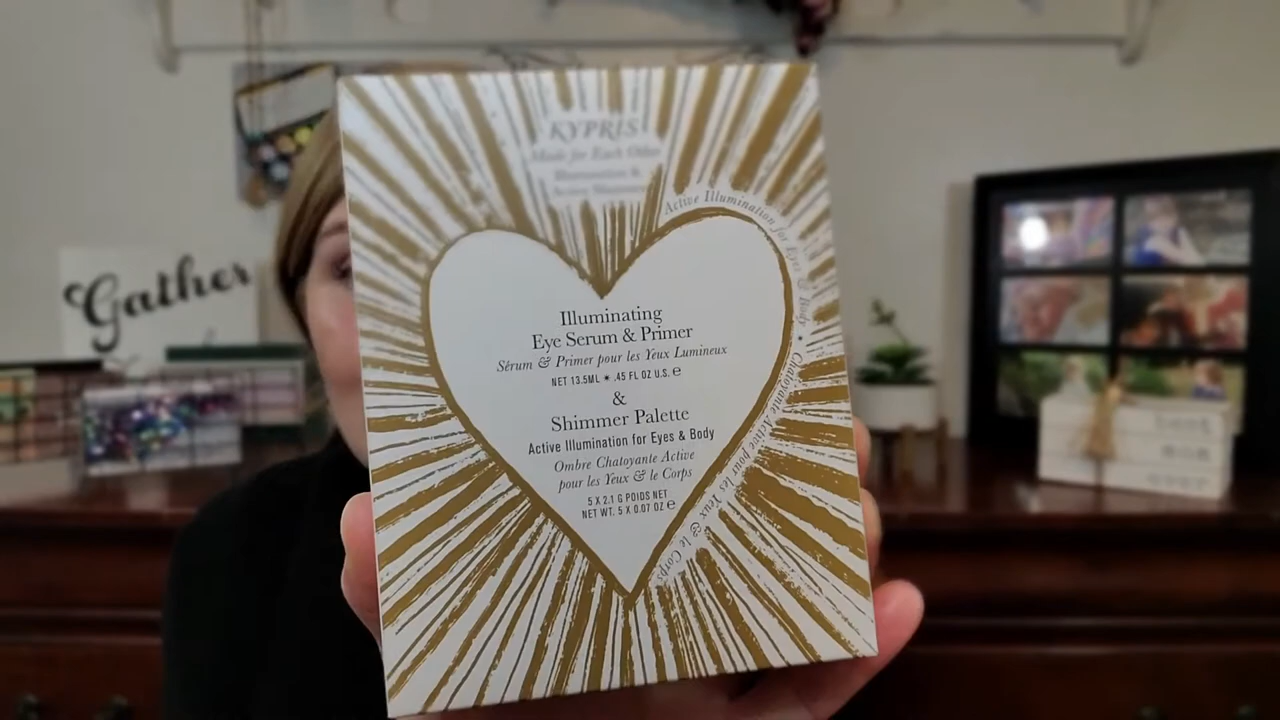 KYPRIS
Made for Each Other
Illumination &
Active Shimmer
Active Illumination for Eyes & Body • Chatoyante Active pour les Yeux & le Corps
Illuminating
Eye Serum & Primer
Sérum & Primer pour les Yeux Lumineux
NET 13.5ML ✷ .45 FL OZ U.S. ℮
&
Shimmer Palette
Active Illumination for Eyes & Body
Ombre Chatoyante Active
pour les Yeux & le Corps
5 X 2.1 G POIDS NET
NET WT. 5 X 0.07 OZ ℮
Gather